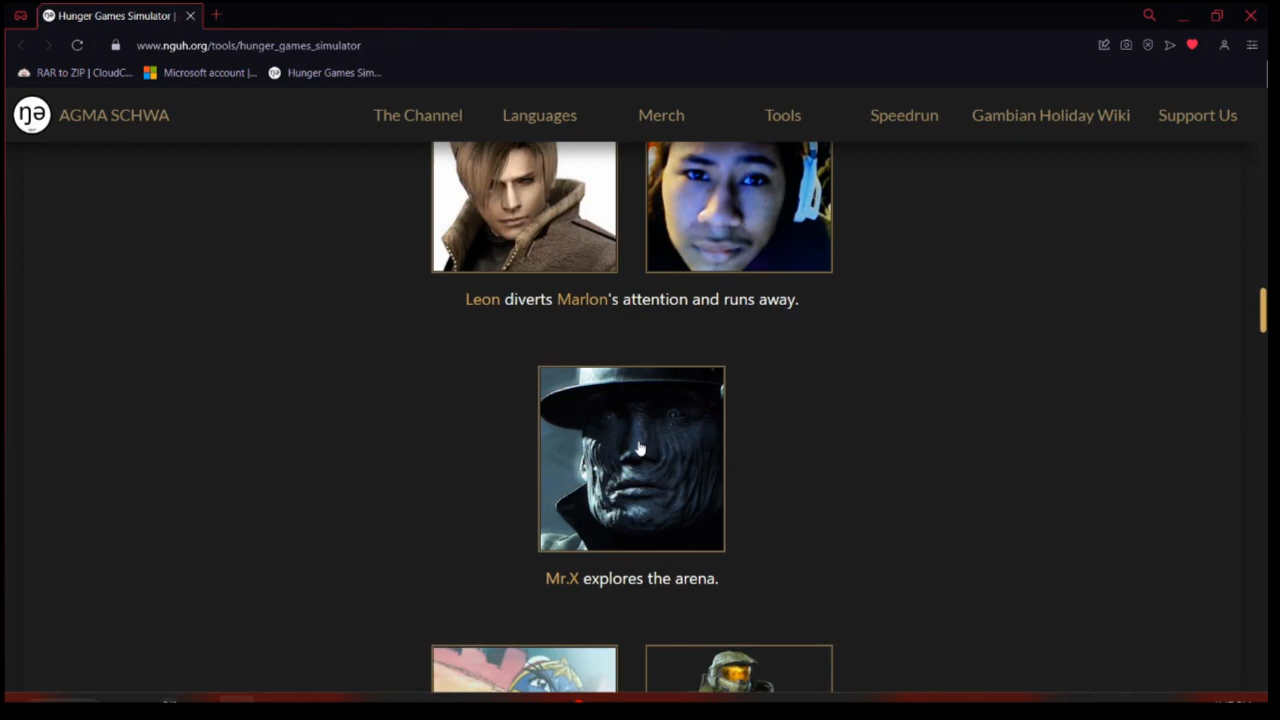 Hunger Games Simulator |
www.nguh.org/tools/hunger_games_simulator
RAR to ZIP | CloudC... Microsoft account |... Hunger Games Sim...
ŋə AGMA SCHWA The Channel Languages Merch Tools Speedrun Gambian Holiday Wiki Support Us
Leon diverts Marlon's attention and runs away.
Mr.X explores the arena.